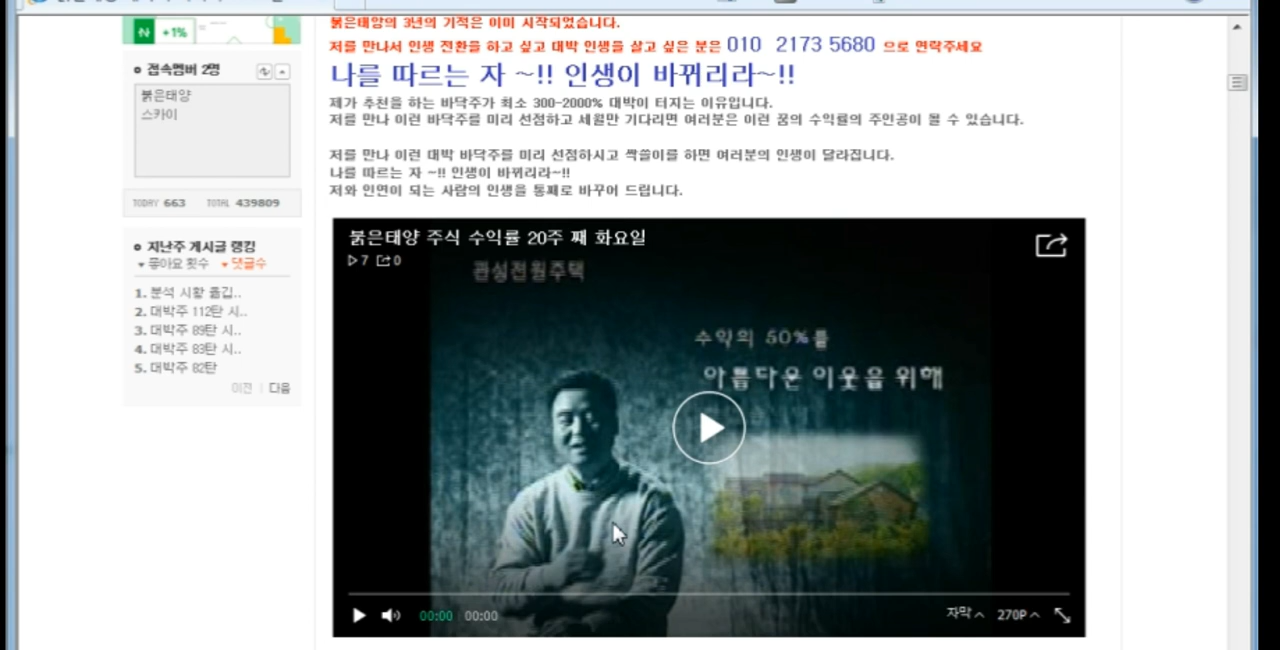 +1%
접속멤버 2명
붉은태양
스카이
TODAY 663 TOTAL 439809
지난주 게시글 랭킹
좋아요 횟수 댓글수
1. 분석 시황 옮김..
2. 대박주 112탄 시..
3. 대박주 89탄 시..
4. 대박주 83탄 시..
5. 대박주 82탄
이전 다음
붉은태양의 3년의 기적은 이미 시작되었습니다.
저를 만나서 인생 전환을 하고 싶고 대박 인생을 살고 싶은 분은 010 2173 5680 으로 연락주세요
나를 따르는 자 ~!! 인생이 바뀌리라~!!
제가 추천을 하는 바닥주가 최소 300-2000% 대박이 터지는 이유입니다.
저를 만나 이런 바닥주를 미리 선점하고 세월만 기다리면 여러분은 이런 꿈의 수익률의 주인공이 될 수 있습니다.
저를 만나 이런 대박 바닥주를 미리 선점하시고 싹쓸이를 하면 여러분의 인생이 달라집니다.
나를 따르는 자 ~!! 인생이 바뀌리라~!!
저와 인연이 되는 사람의 인생을 통째로 바꾸어 드립니다.
붉은태양 주식 수익률 20주 째 화요일
7 0
관성전원주택
수익의 50%를
아름다운 이웃을 위해
00:00 00:00
자막 270P